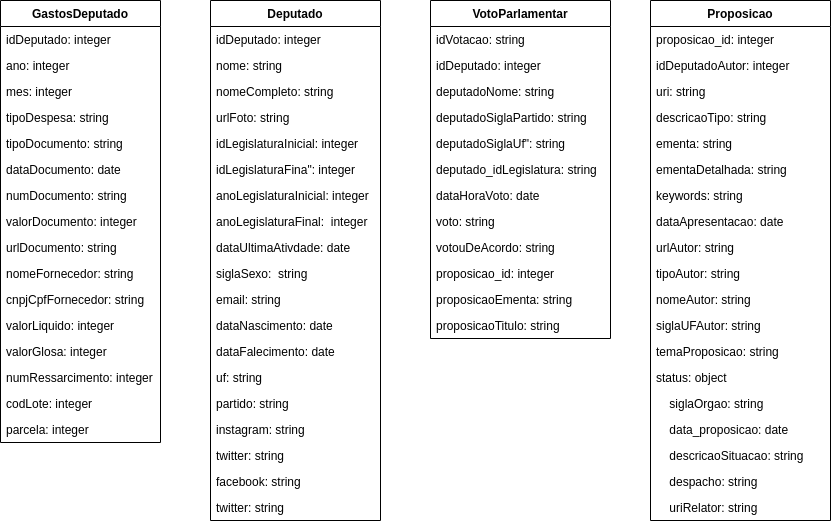 GastosDeputado
idDeputado: integer
ano: integer
mes: integer
tipoDespesa: string
tipoDocumento: string
dataDocumento: date
numDocumento: string
valorDocumento: integer
urlDocumento: string
nomeFornecedor: string
cnpjCpfFornecedor: string
valorLiquido: integer
valorGlosa: integer
numRessarcimento: integer
codLote: integer
parcela: integer
Deputado
idDeputado: integer
nome: string
nomeCompleto: string
urlFoto: string
idLegislaturaInicial: integer
idLegislaturaFina": integer
anoLegislaturaInicial: integer
anoLegislaturaFinal:  integer
dataUltimaAtivdade: date
siglaSexo:  string
email: string
dataNascimento: date
dataFalecimento: date
uf: string
partido: string
instagram: string
twitter: string
facebook: string
twitter: string
VotoParlamentar
idVotacao: string
idDeputado: integer
deputadoNome: string
deputadoSiglaPartido: string
deputadoSiglaUf": string
deputado_idLegislatura: string
dataHoraVoto: date
voto: string
votouDeAcordo: string
proposicao_id: integer
proposicaoEmenta: string
proposicaoTitulo: string
Proposicao
proposicao_id: integer
idDeputadoAutor: integer
uri: string
descricaoTipo: string
ementa: string
ementaDetalhada: string
keywords: string
dataApresentacao: date
urlAutor: string
tipoAutor: string
nomeAutor: string
siglaUFAutor: string
temaProposicao: string
status: object
siglaOrgao: string
data_proposicao: date
descricaoSituacao: string
despacho: string
uriRelator: string